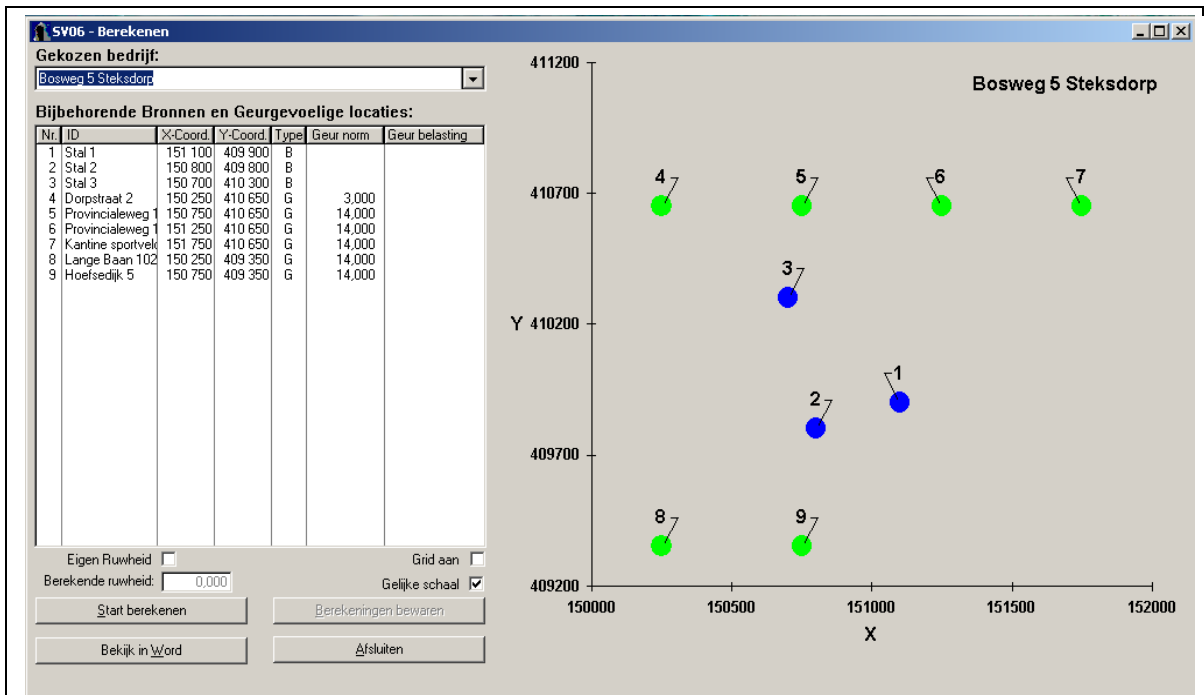 SV06 - Berekenen
Gekozen bedrijf:
Bosweg 5 Steksdorp
Bijbehorende Bronnen en Geurgevoelige locaties:
Nr. ID X-Coord. Y-Coord. Type Geur norm Geur belasting
1 Stal 1 151 100 409 900 B
2 Stal 2 150 800 409 800 B
3 Stal 3 150 700 410 300 B
4 Dorpstraat 2 150 250 410 650 G 3,000
5 Provincialeweg 1 150 750 410 650 G 14,000
6 Provincialeweg 1 151 250 410 650 G 14,000
7 Kantine sportveld 151 750 410 650 G 14,000
8 Lange Baan 102 150 250 409 350 G 14,000
9 Hoefsedijk 5 150 750 409 350 G 14,000
Eigen Ruwheid
Grid aan
Berekende ruwheid: 0,000
Gelijke schaal
Start berekenen
Berekeningen bewaren
Bekijk in Word
Afsluiten
Bosweg 5 Steksdorp
411200
410700
Y 410200
409700
409200
4 5 6 7
3
1
2
8 9
150000 150500 151000 151500 152000
X